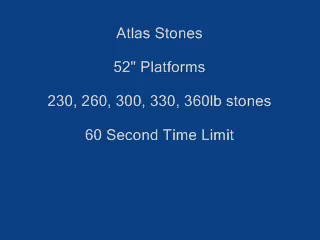 Atlas Stones
52" Platforms
230, 260, 300, 330, 360lb stones
60 Second Time Limit